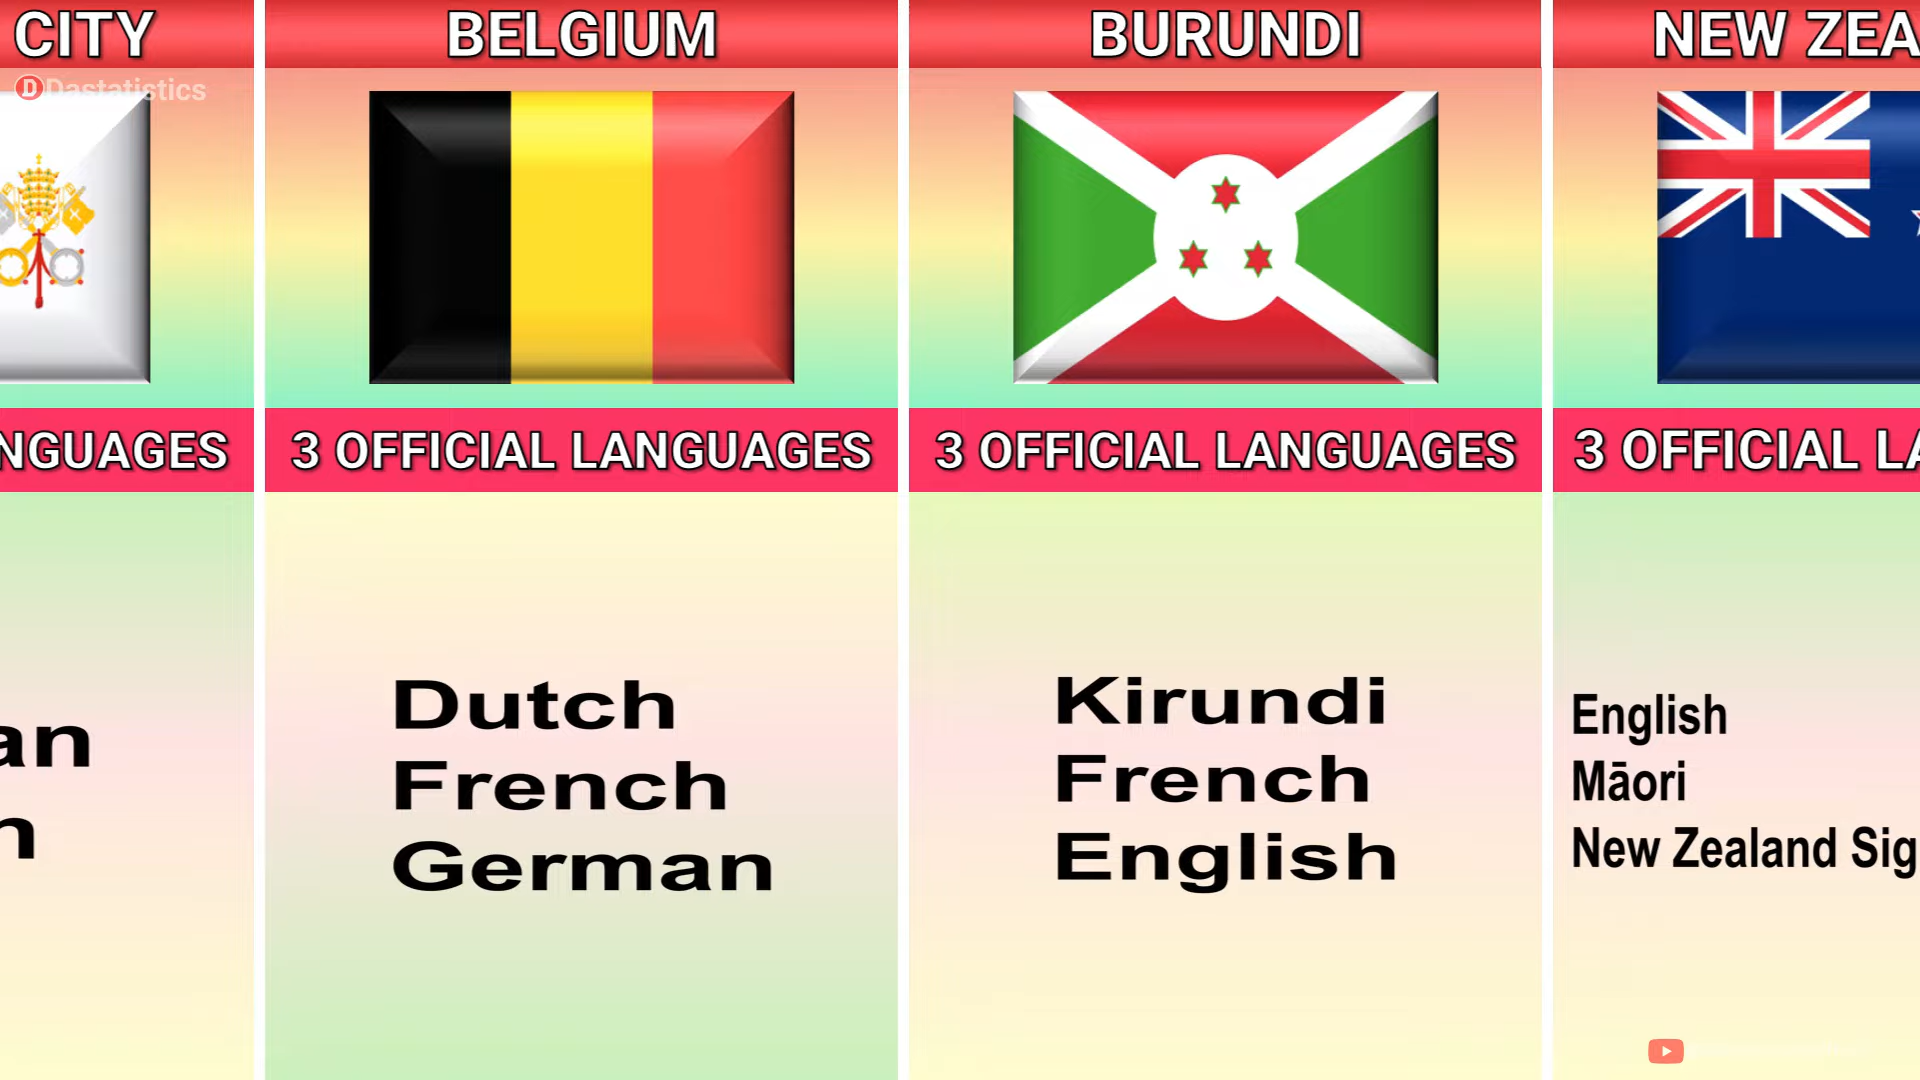 CITY
Dastatistics
NGUAGES
an
n
BELGIUM
3 OFFICIAL LANGUAGES
Dutch
French
German
BURUNDI
3 OFFICIAL LANGUAGES
Kirundi
French
English
NEW ZEA
3 OFFICIAL LA
English
Māori
New Zealand Sig